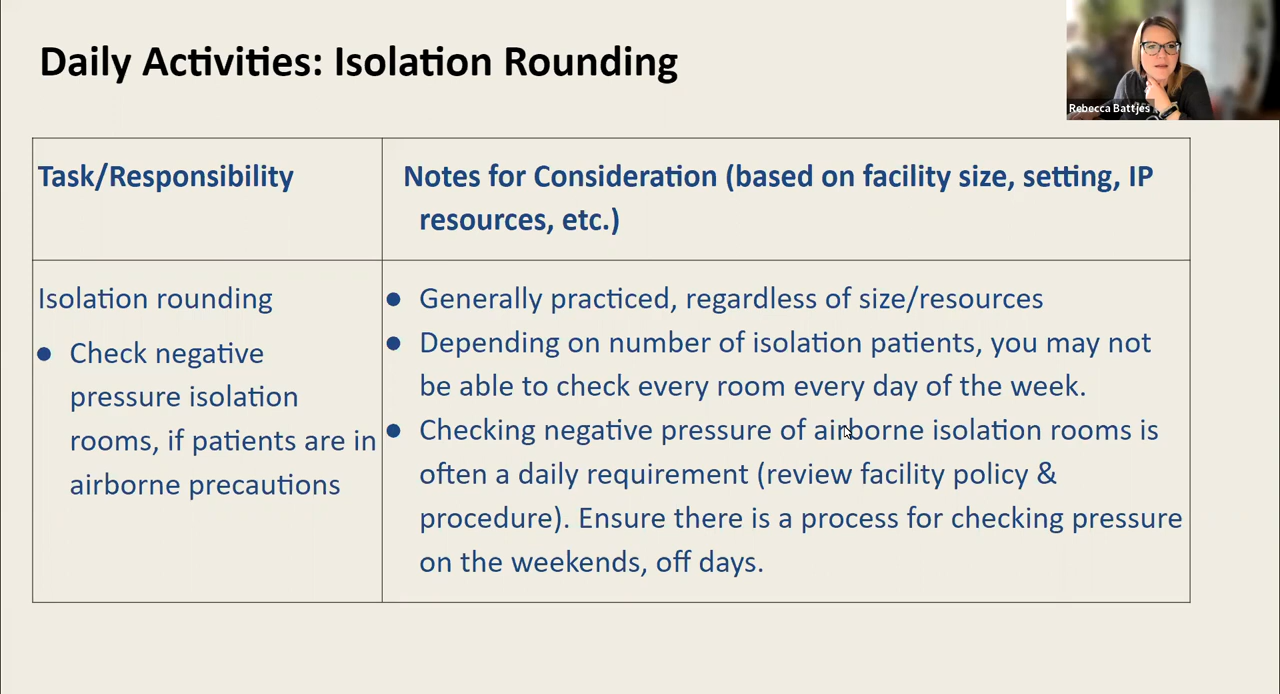 Daily Activities: Isolation Rounding
Rebecca Battjes
Task/Responsibility
Notes for Consideration (based on facility size, setting, IP
resources, etc.)
Isolation rounding
● Check negative
pressure isolation
rooms, if patients are in
airborne precautions
● Generally practiced, regardless of size/resources
● Depending on number of isolation patients, you may not
be able to check every room every day of the week.
● Checking negative pressure of airborne isolation rooms is
often a daily requirement (review facility policy &
procedure). Ensure there is a process for checking pressure
on the weekends, off days.